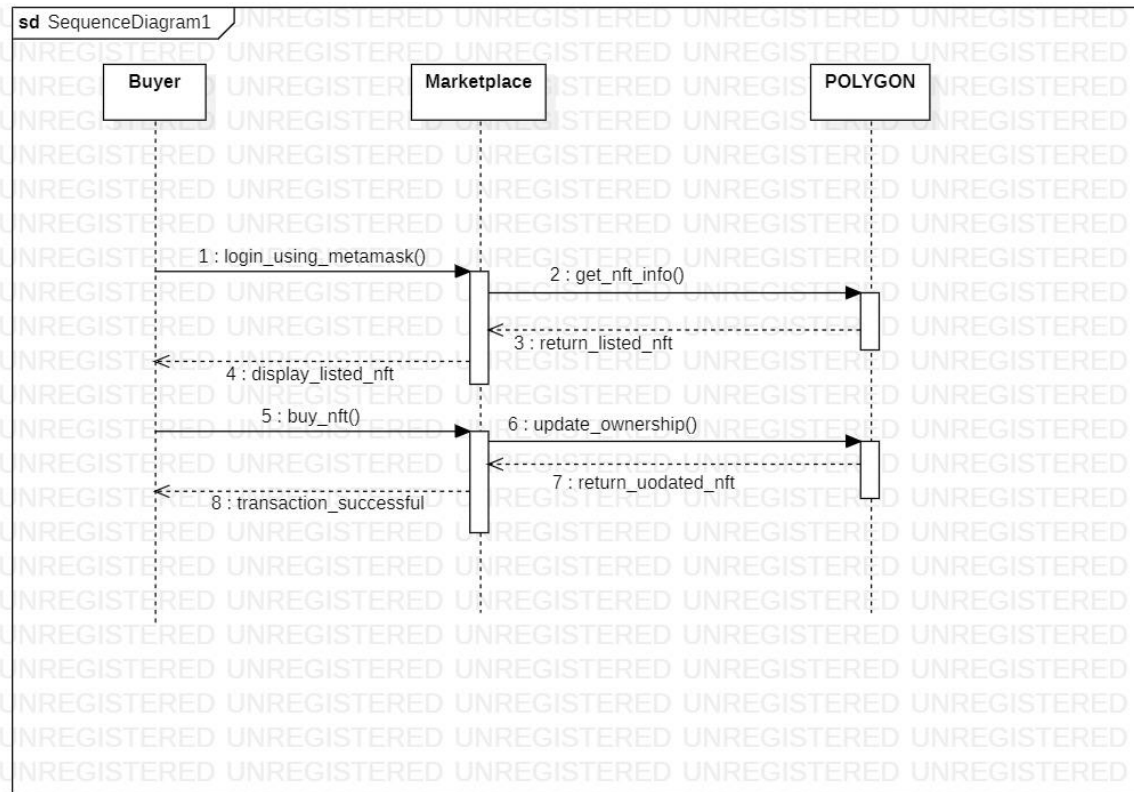 sd SequenceDiagram1
Buyer
Marketplace
POLYGON
1 : login_using_metamask()
2 : get_nft_info()
3 : return_listed_nft
4 : display_listed_nft
5 : buy_nft()
6 : update_ownership()
7 : return_uodated_nft
8 : transaction_successful
UNREGISTERED